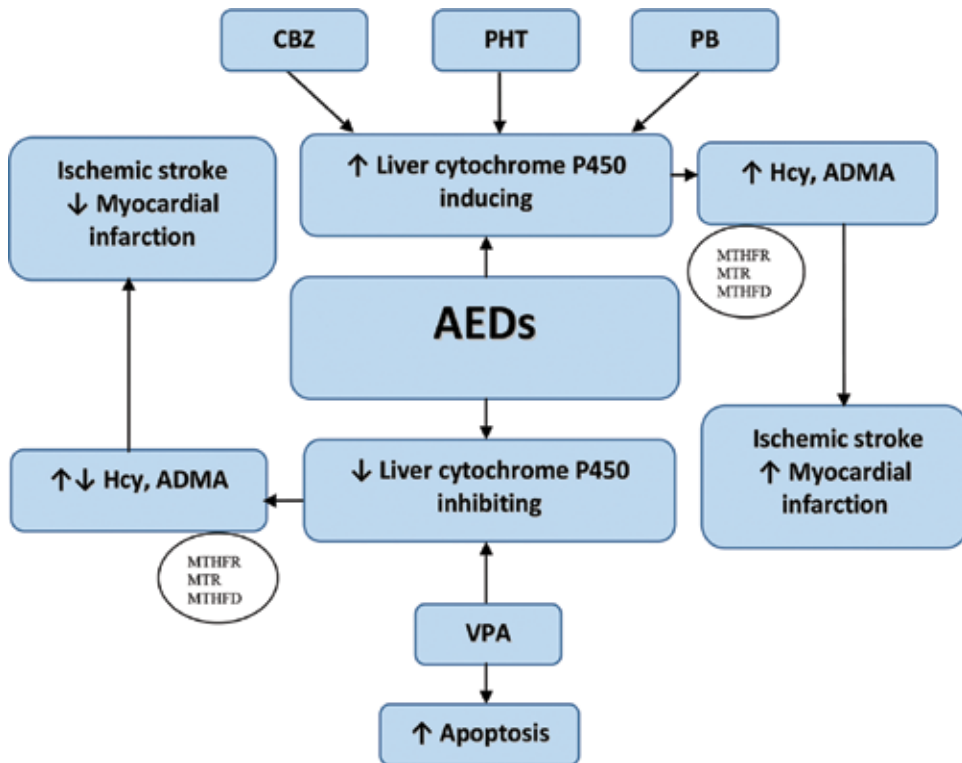 CBZ
PHT
PB
Ischemic stroke
↓ Myocardial
infarction
↑ Liver cytochrome P450
inducing
↑ Hcy, ADMA
MTHFR
MTR
MTHFD
AEDs
↑↓ Hcy, ADMA
↓ Liver cytochrome P450
inhibiting
Ischemic stroke
↑ Myocardial
infarction
MTHFR
MTR
MTHFD
VPA
↑ Apoptosis